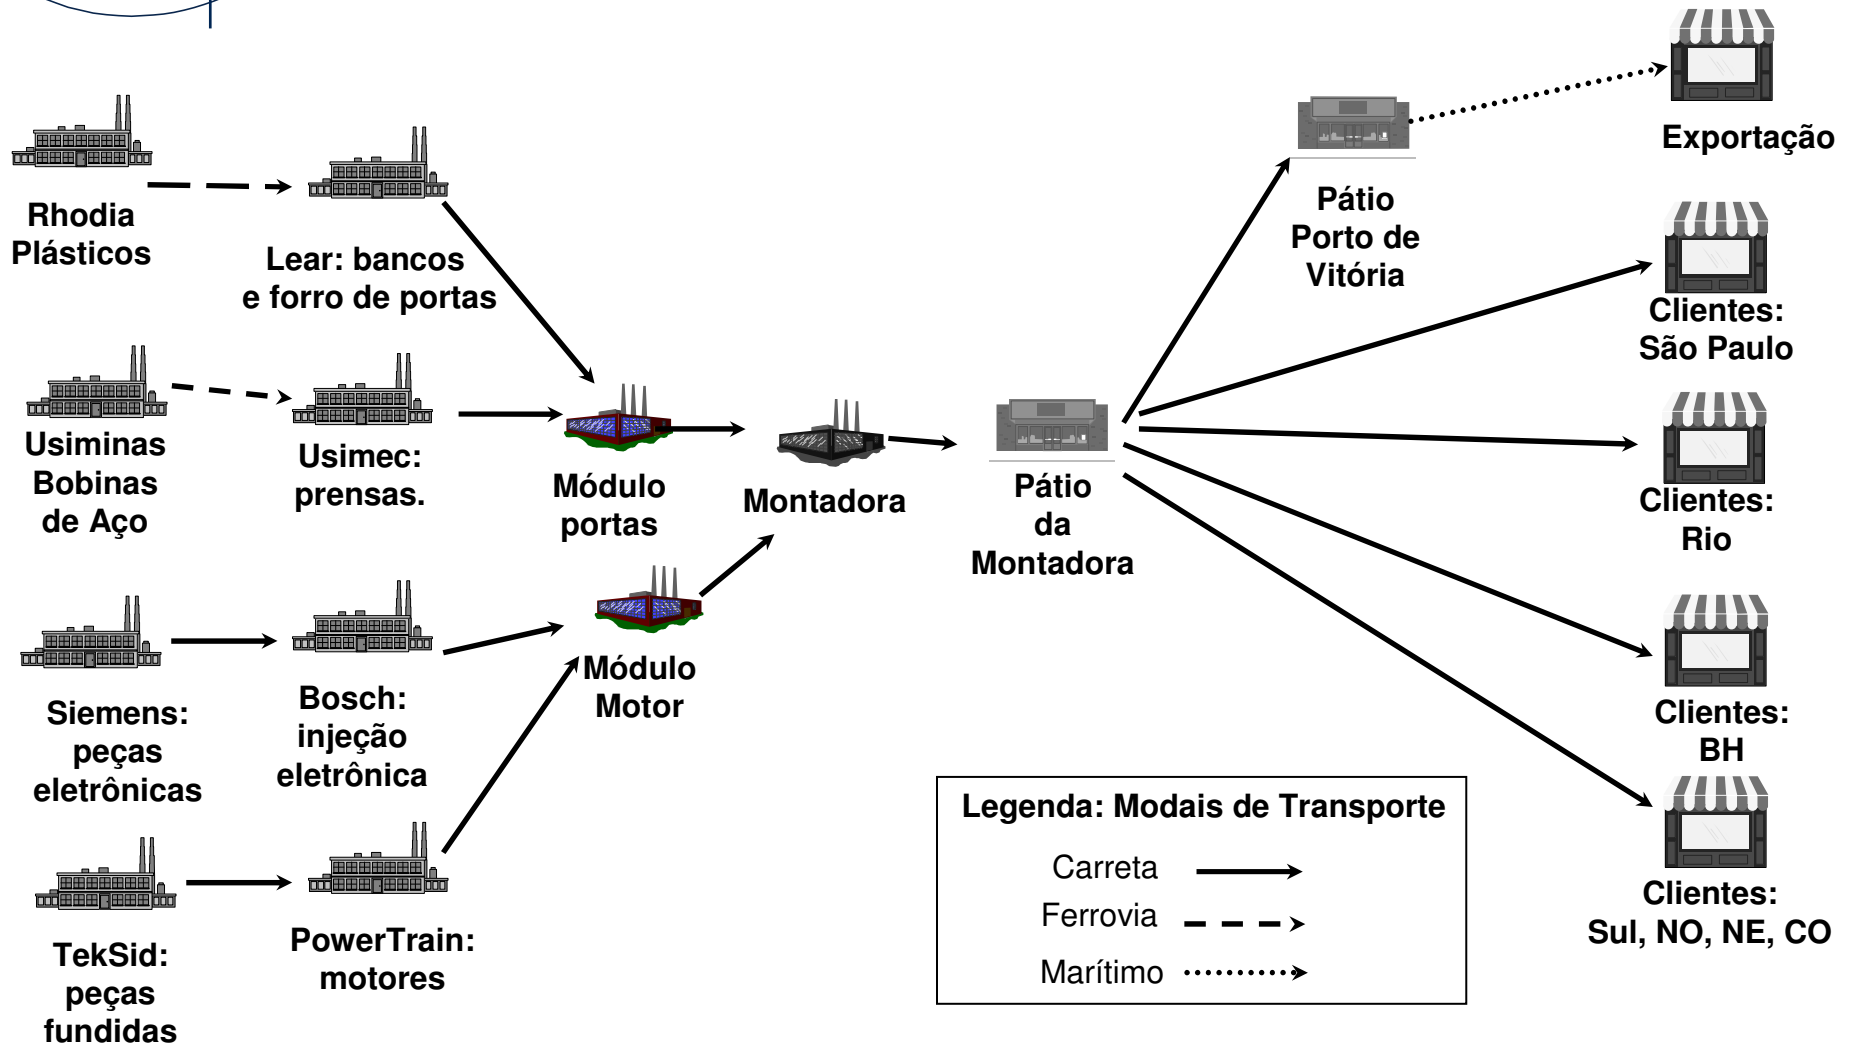 Rhodia
Plásticos
Lear: bancos
e forro de portas
Usiminas
Bobinas
de Aço
Usimec:
prensas.
Siemens:
peças
eletrônicas
Bosch:
injeção
eletrônica
TekSid:
peças
fundidas
PowerTrain:
motores
Módulo
portas
Módulo
Motor
Montadora
Pátio
da
Montadora
Pátio
Porto de
Vitória
Exportação
Clientes:
São Paulo
Clientes:
Rio
Clientes:
BH
Clientes:
Sul, NO, NE, CO
Legenda: Modais de Transporte
Carreta
Ferrovia
Marítimo